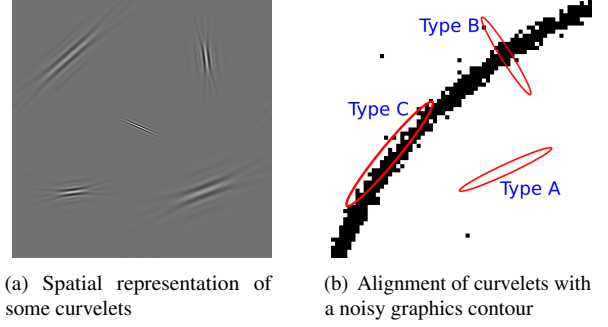 Type B
Type C
Type A
(a) Spatial representation of
some curvelets
(b) Alignment of curvelets with
a noisy graphics contour